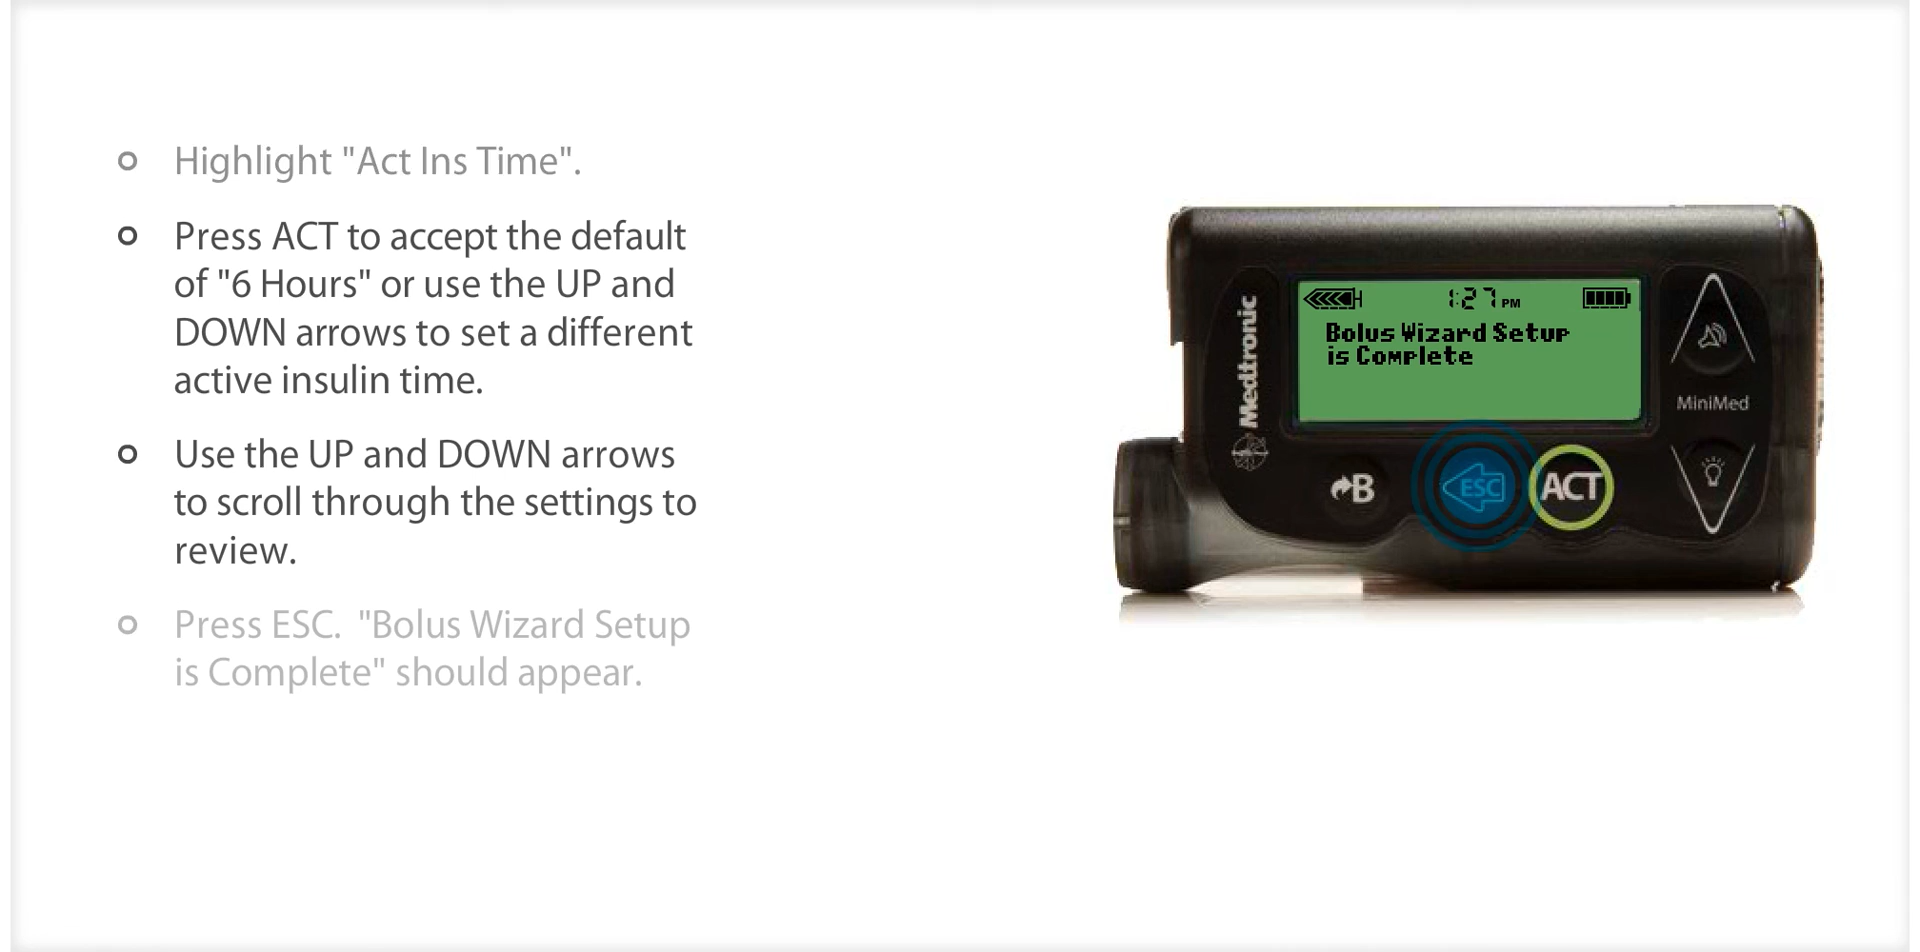 Highlight "Act Ins Time".
Press ACT to accept the default
of "6 Hours" or use the UP and
DOWN arrows to set a different
active insulin time.
Use the UP and DOWN arrows
to scroll through the settings to
review.
Press ESC.  "Bolus Wizard Setup
is Complete" should appear.
Medtronic
1:27 PM
Bolus Wizard Setup
is Complete
MiniMed
B
ESC
ACT